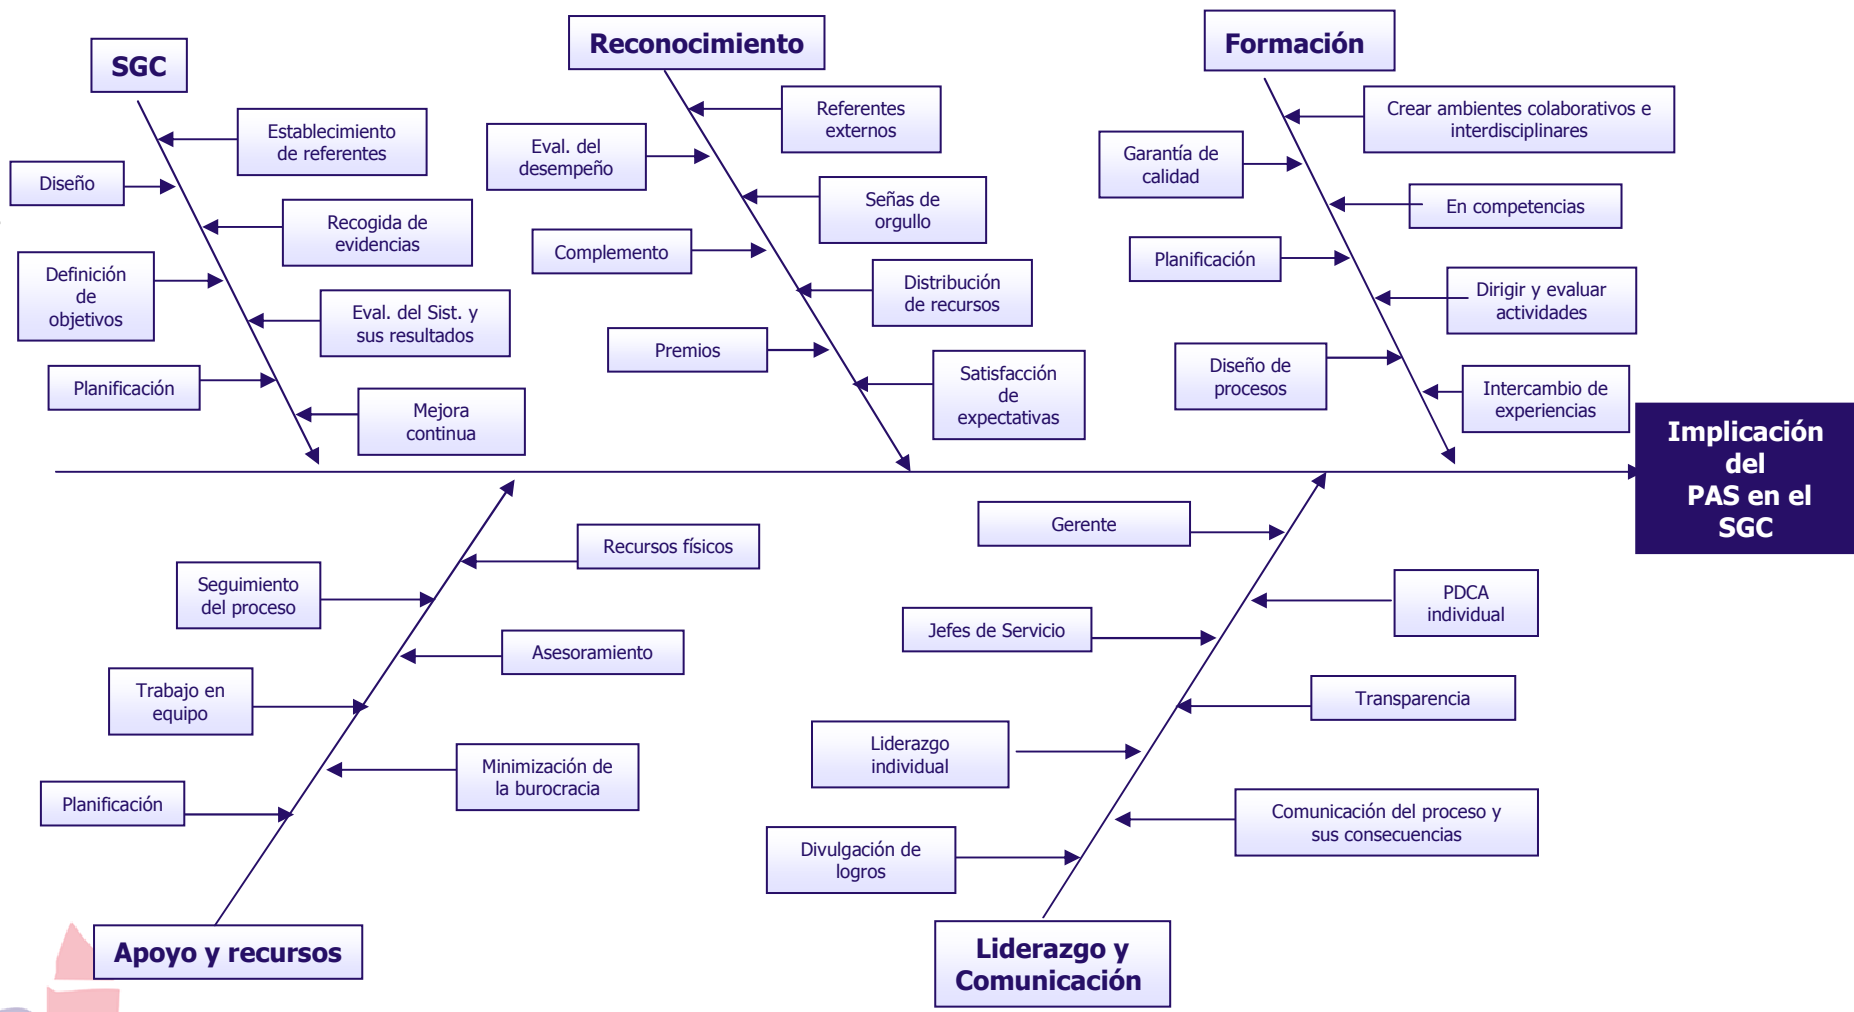 SGC
Establecimiento
de referentes
Diseño
Recogida de
evidencias
Definición
de
objetivos
Eval. del Sist. y
sus resultados
Planificación
Mejora
continua
Reconocimiento
Referentes
externos
Eval. del
desempeño
Señas de
orgullo
Complemento
Distribución
de recursos
Premios
Satisfacción
de
expectativas
Formación
Crear ambientes colaborativos e
interdisciplinares
Garantía de
calidad
En competencias
Planificación
Dirigir y evaluar
actividades
Diseño de
procesos
Intercambio de
experiencias
Implicación
del
PAS en el
SGC
Recursos físicos
Seguimiento
del proceso
Asesoramiento
Trabajo en
equipo
Minimización de
la burocracia
Planificación
Apoyo y recursos
Gerente
PDCA
individual
Jefes de Servicio
Transparencia
Liderazgo
individual
Comunicación del proceso y
sus consecuencias
Divulgación de
logros
Liderazgo y
Comunicación